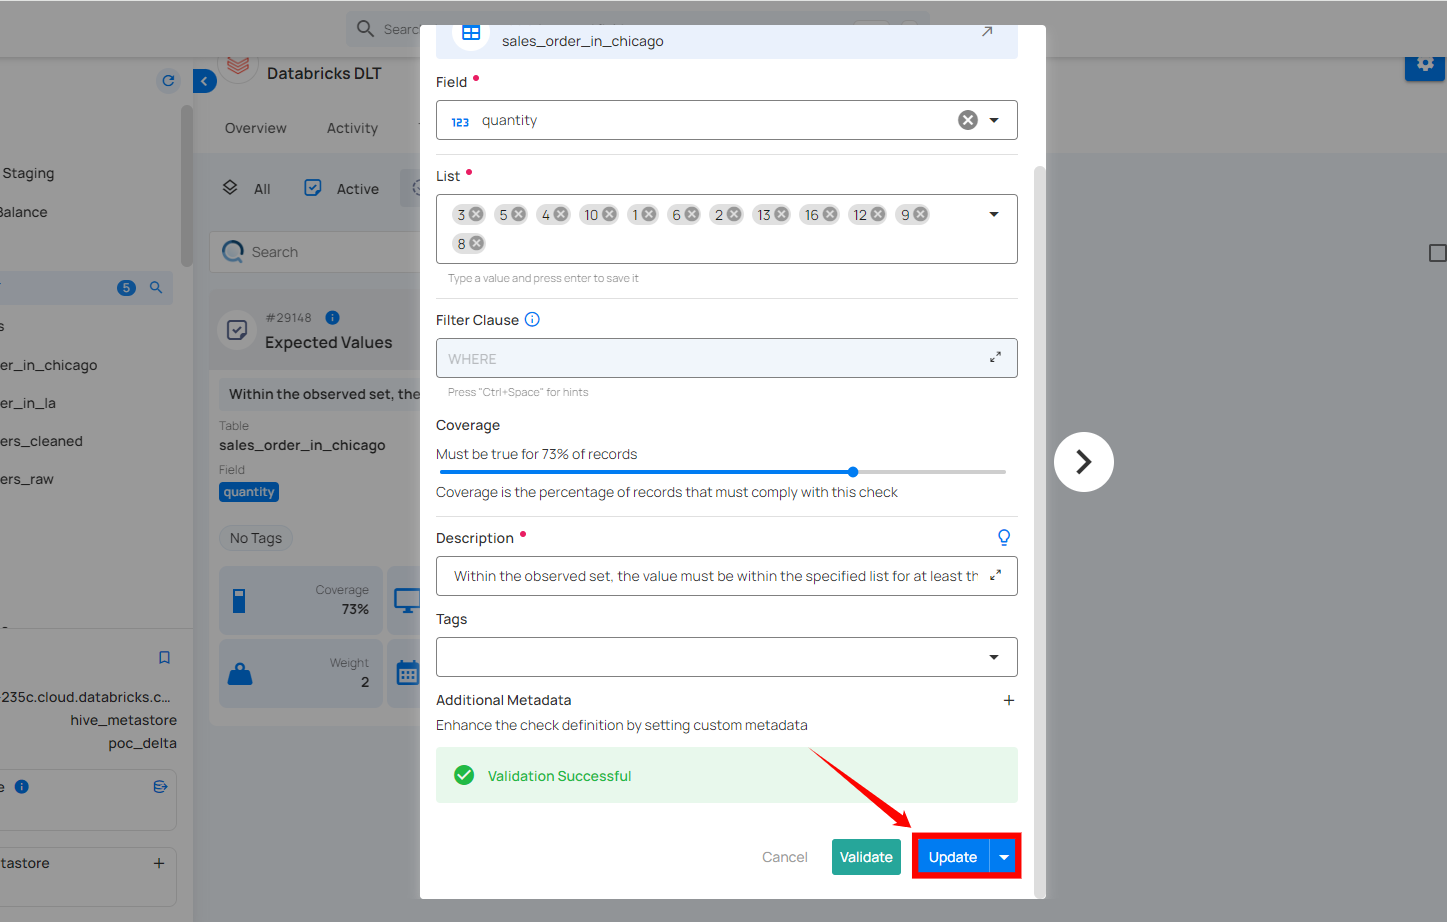 Searc
sales_order_in_chicago
Databricks DLT
Field
123 quantity
Overview
Activity
List
3 5 4 10 1 6 2 13 16 12 9
8
Type a value and press enter to save it
Staging
Balance
All
Active
Search
5
Filter Clause
WHERE
Press "Ctrl+Space" for hints
#29148
Expected Values
er_in_chicago
er_in_la
ers_cleaned
ers_raw
Within the observed set, the
Table
sales_order_in_chicago
Field
quantity
No Tags
Coverage
73%
Weight
2
Coverage
Must be true for 73% of records
Coverage is the percentage of records that must comply with this check
Description
Within the observed set, the value must be within the specified list for at least th
Tags
Additional Metadata
Enhance the check definition by setting custom metadata
Validation Successful
Cancel
Validate
Update
-235c.cloud.databricks.c...
hive_metastore
poc_delta
e
tastore